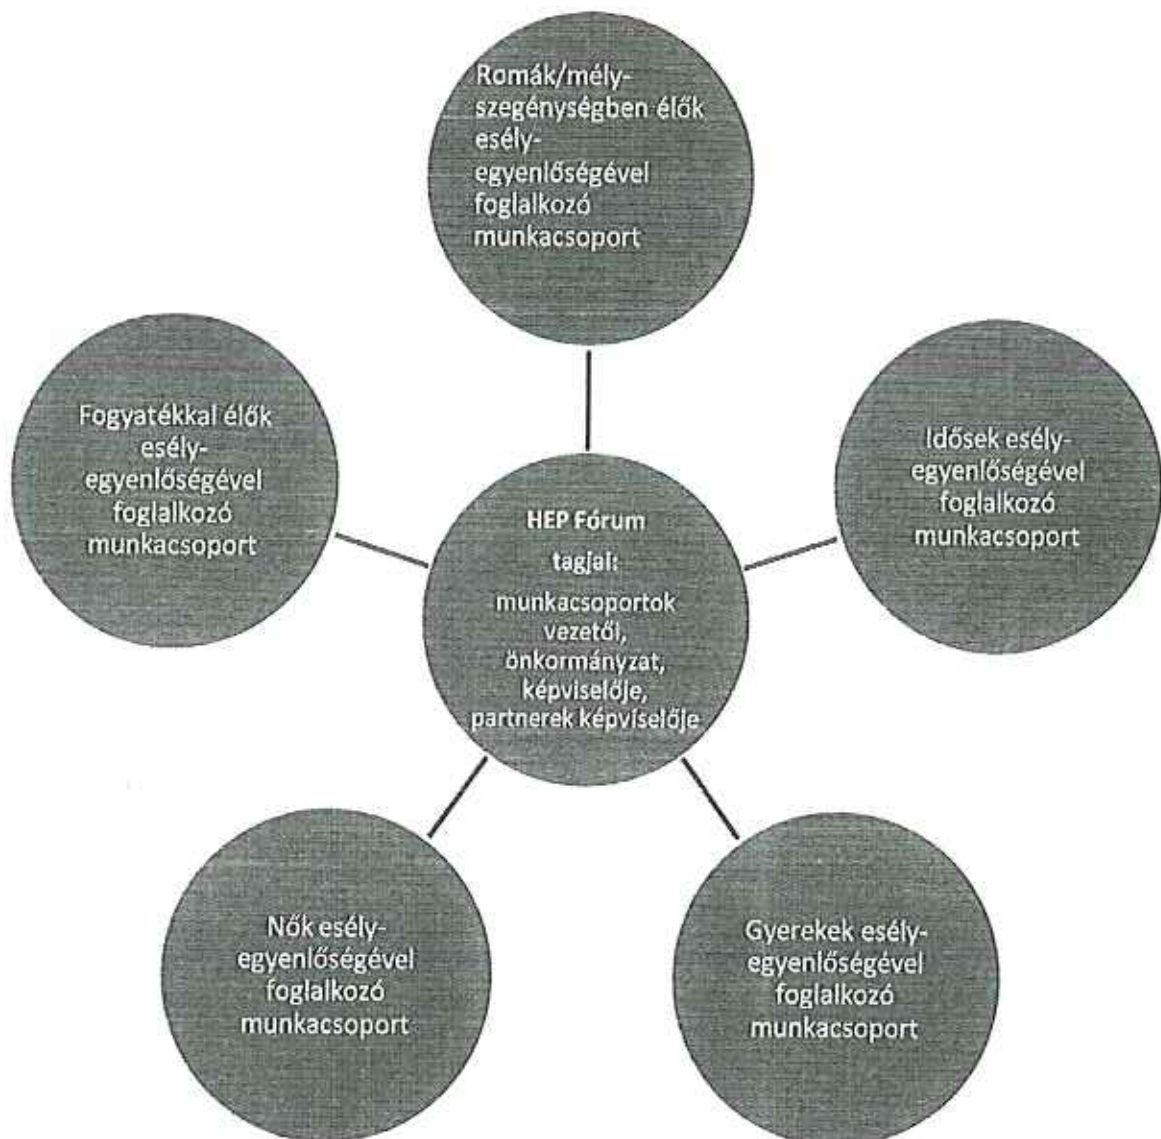 Romák/mély-
szegénységben élők
esély-
egyenlőségével
foglalkozó
munkacsoport
Fogyatékkal élők
esély-
egyenlőségével
foglalkozó
munkacsoport
Idősek esély-
egyenlőségével
foglalkozó
munkacsoport
HEP Fórum
tagjai:
munkacsoportok
vezetői,
önkormányzat,
képviselője,
partnerek képviselője
Nők esély-
egyenlőségével
foglalkozó
munkacsoport
Gyerekek esély-
egyenlőségével
foglalkozó
munkacsoport